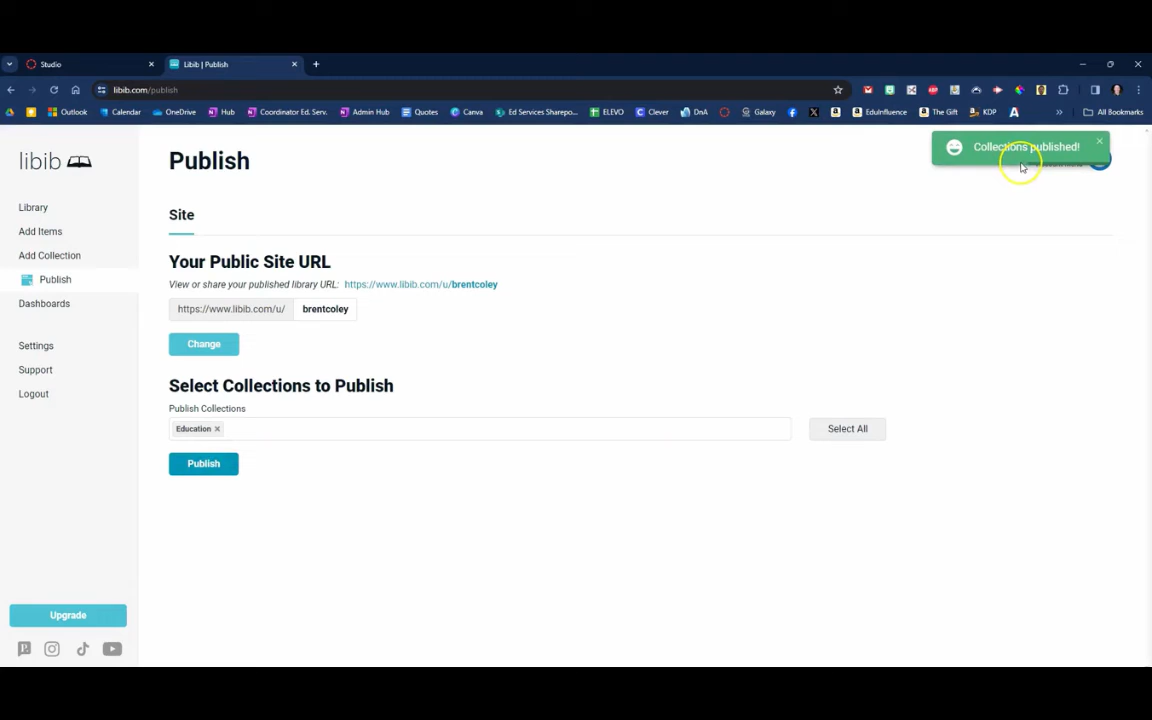 Studio
Libib | Publish
libib.com/publish
Outlook Calendar OneDrive Hub Coordinator Ed. Serv. Admin Hub Quotes Canva Ed Services Sharepo... ELEVO Clever DnA Galaxy EduInfluence The Gift KDP » All Bookmarks
libib
Publish
Collections published!
Library
Add Items
Add Collection
Publish
Dashboards
Settings
Support
Logout
Upgrade
Site
Your Public Site URL
View or share your published library URL: https://www.libib.com/u/brentcoley
https://www.libib.com/u/ brentcoley
Change
Select Collections to Publish
Publish Collections
Education ×
Select All
Publish